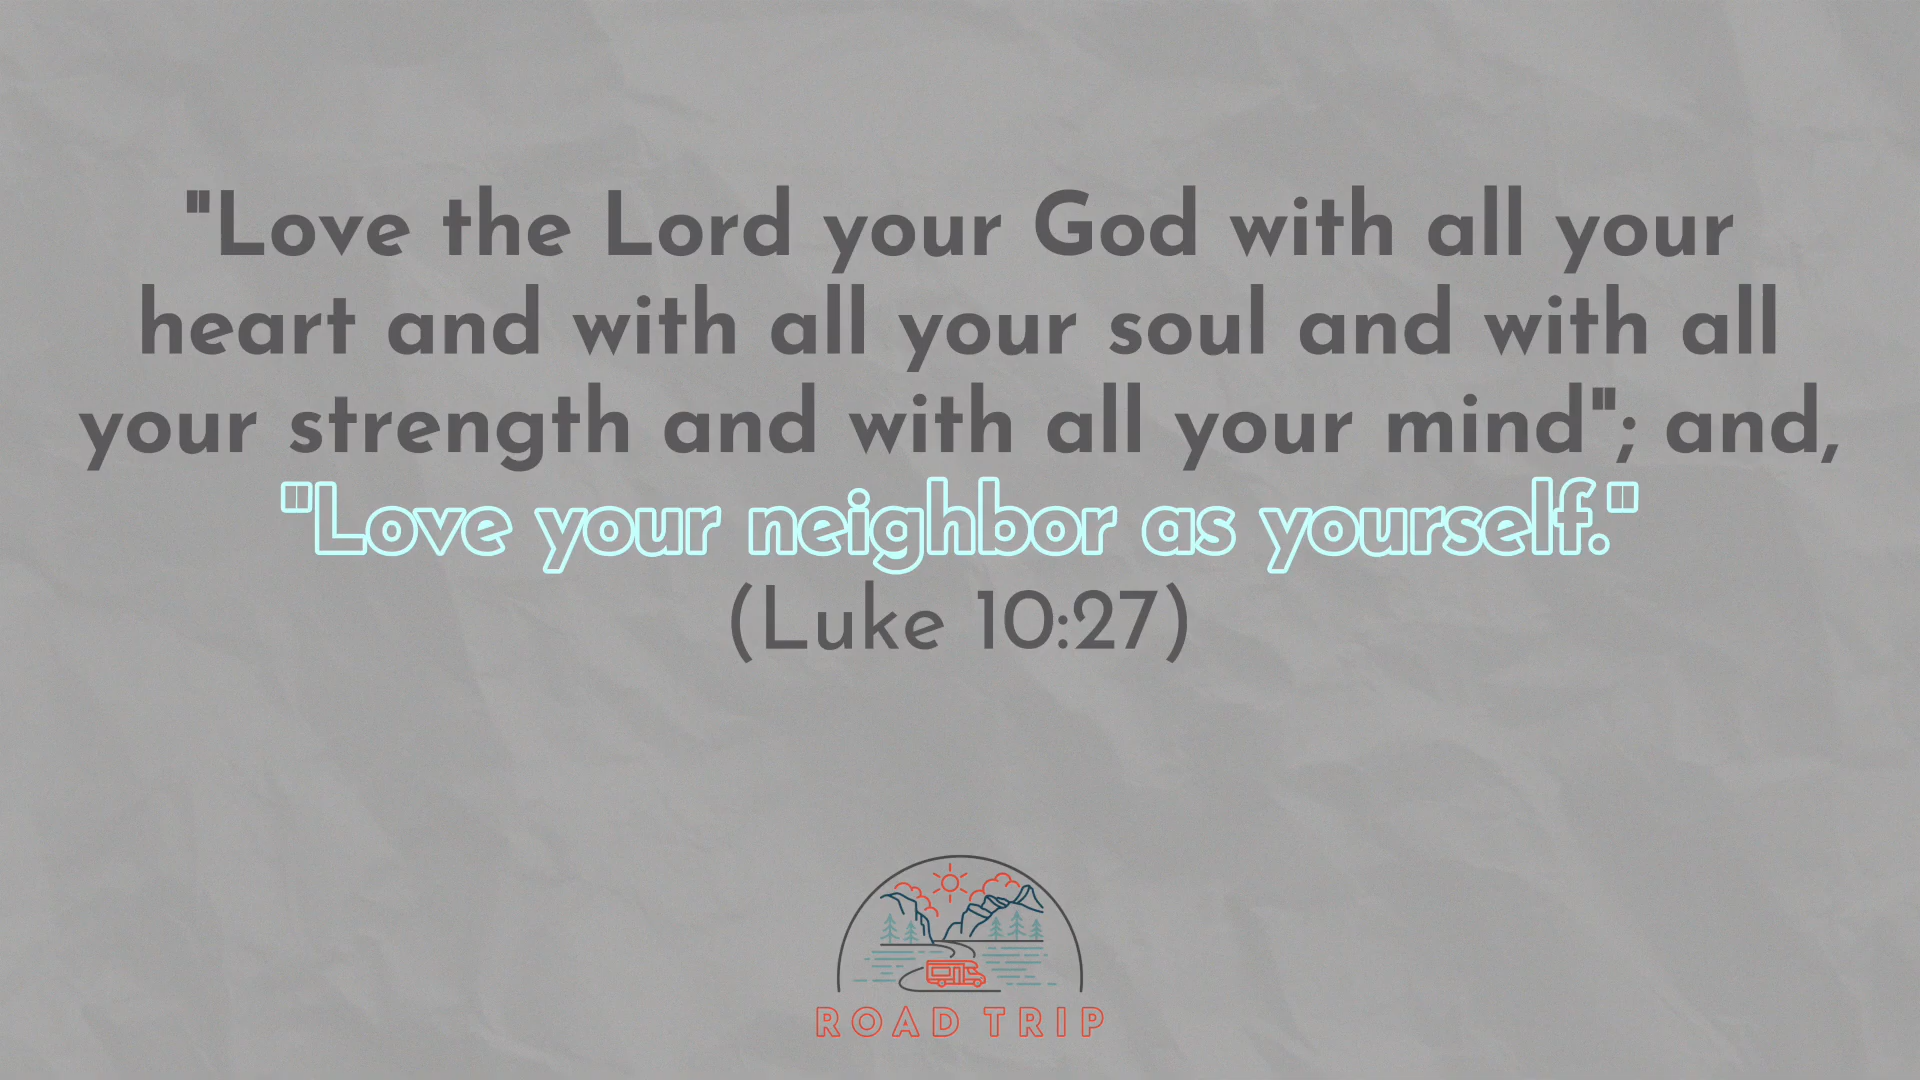 "Love the Lord your God with all your
heart and with all your soul and with all
your strength and with all your mind"; and,
"Love your neighbor as yourself."
(Luke 10:27)
ROAD TRIP